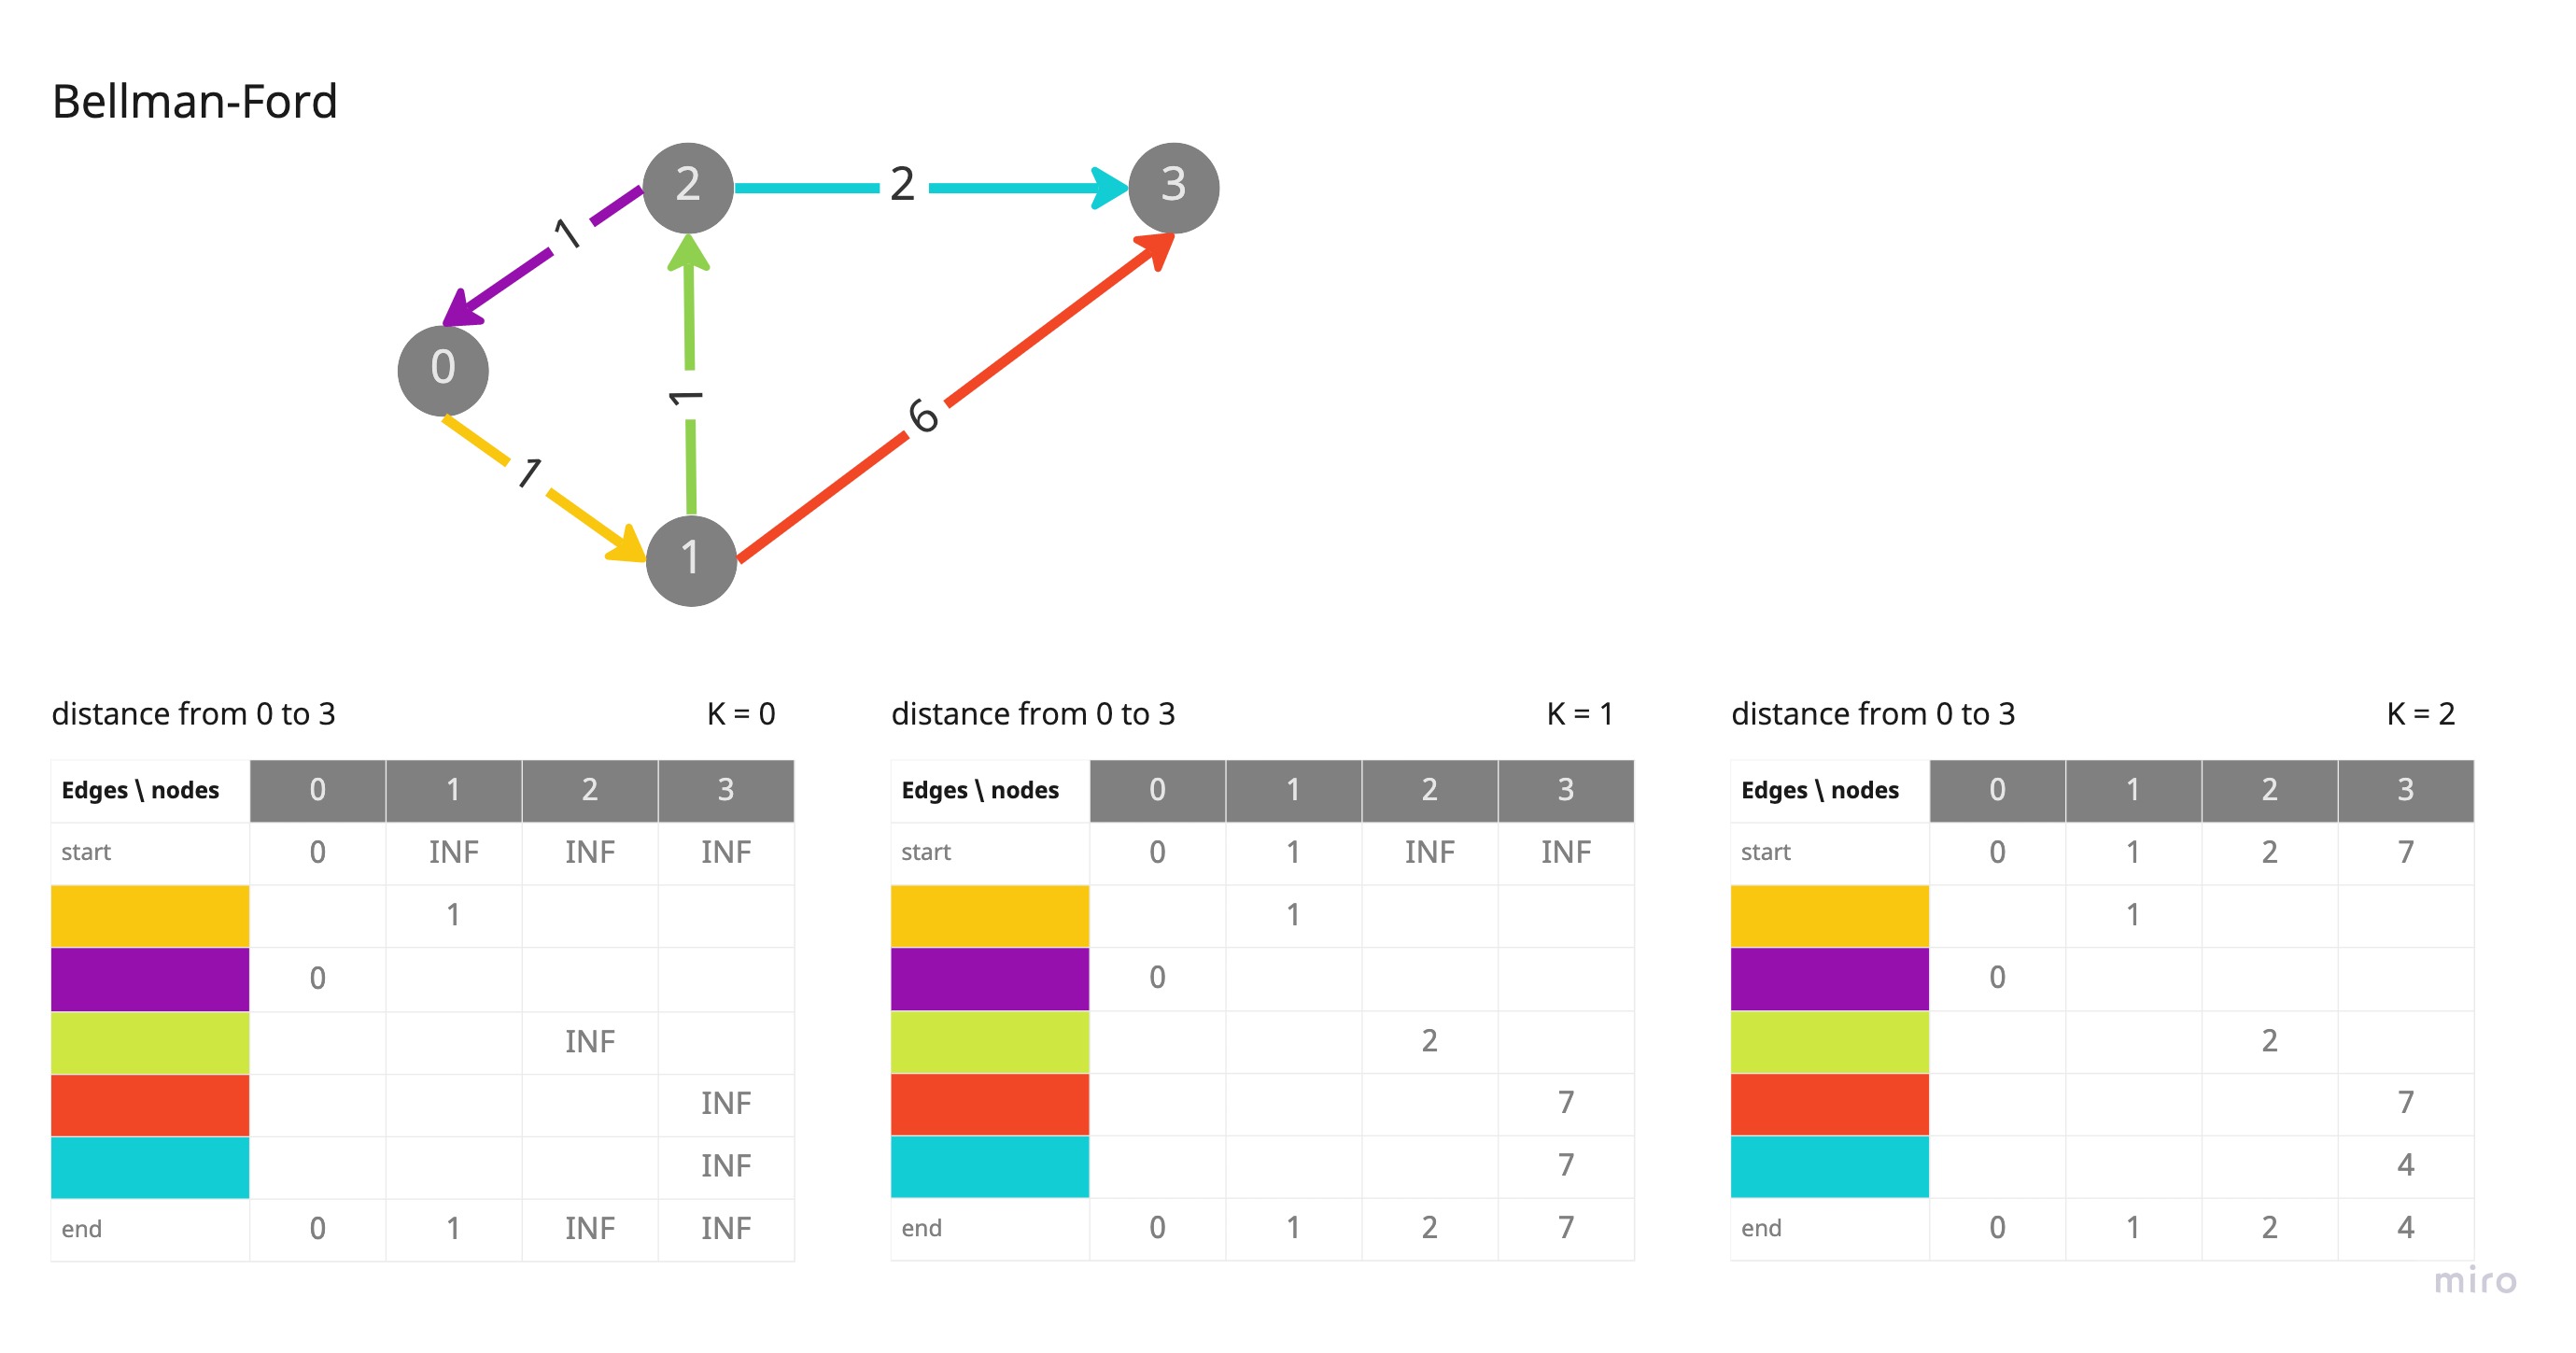 Bellman-Ford
2
2
3
1
0
1
1
6
1
distance from 0 to 3 K = 0
Edges \ nodes 0 1 2 3
start 0 INF INF INF
1
0
INF
INF
INF
end 0 1 INF INF
distance from 0 to 3 K = 1
Edges \ nodes 0 1 2 3
start 0 1 INF INF
1
0
2
7
7
end 0 1 2 7
distance from 0 to 3 K = 2
Edges \ nodes 0 1 2 3
start 0 1 2 7
1
0
2
7
4
end 0 1 2 4
miro